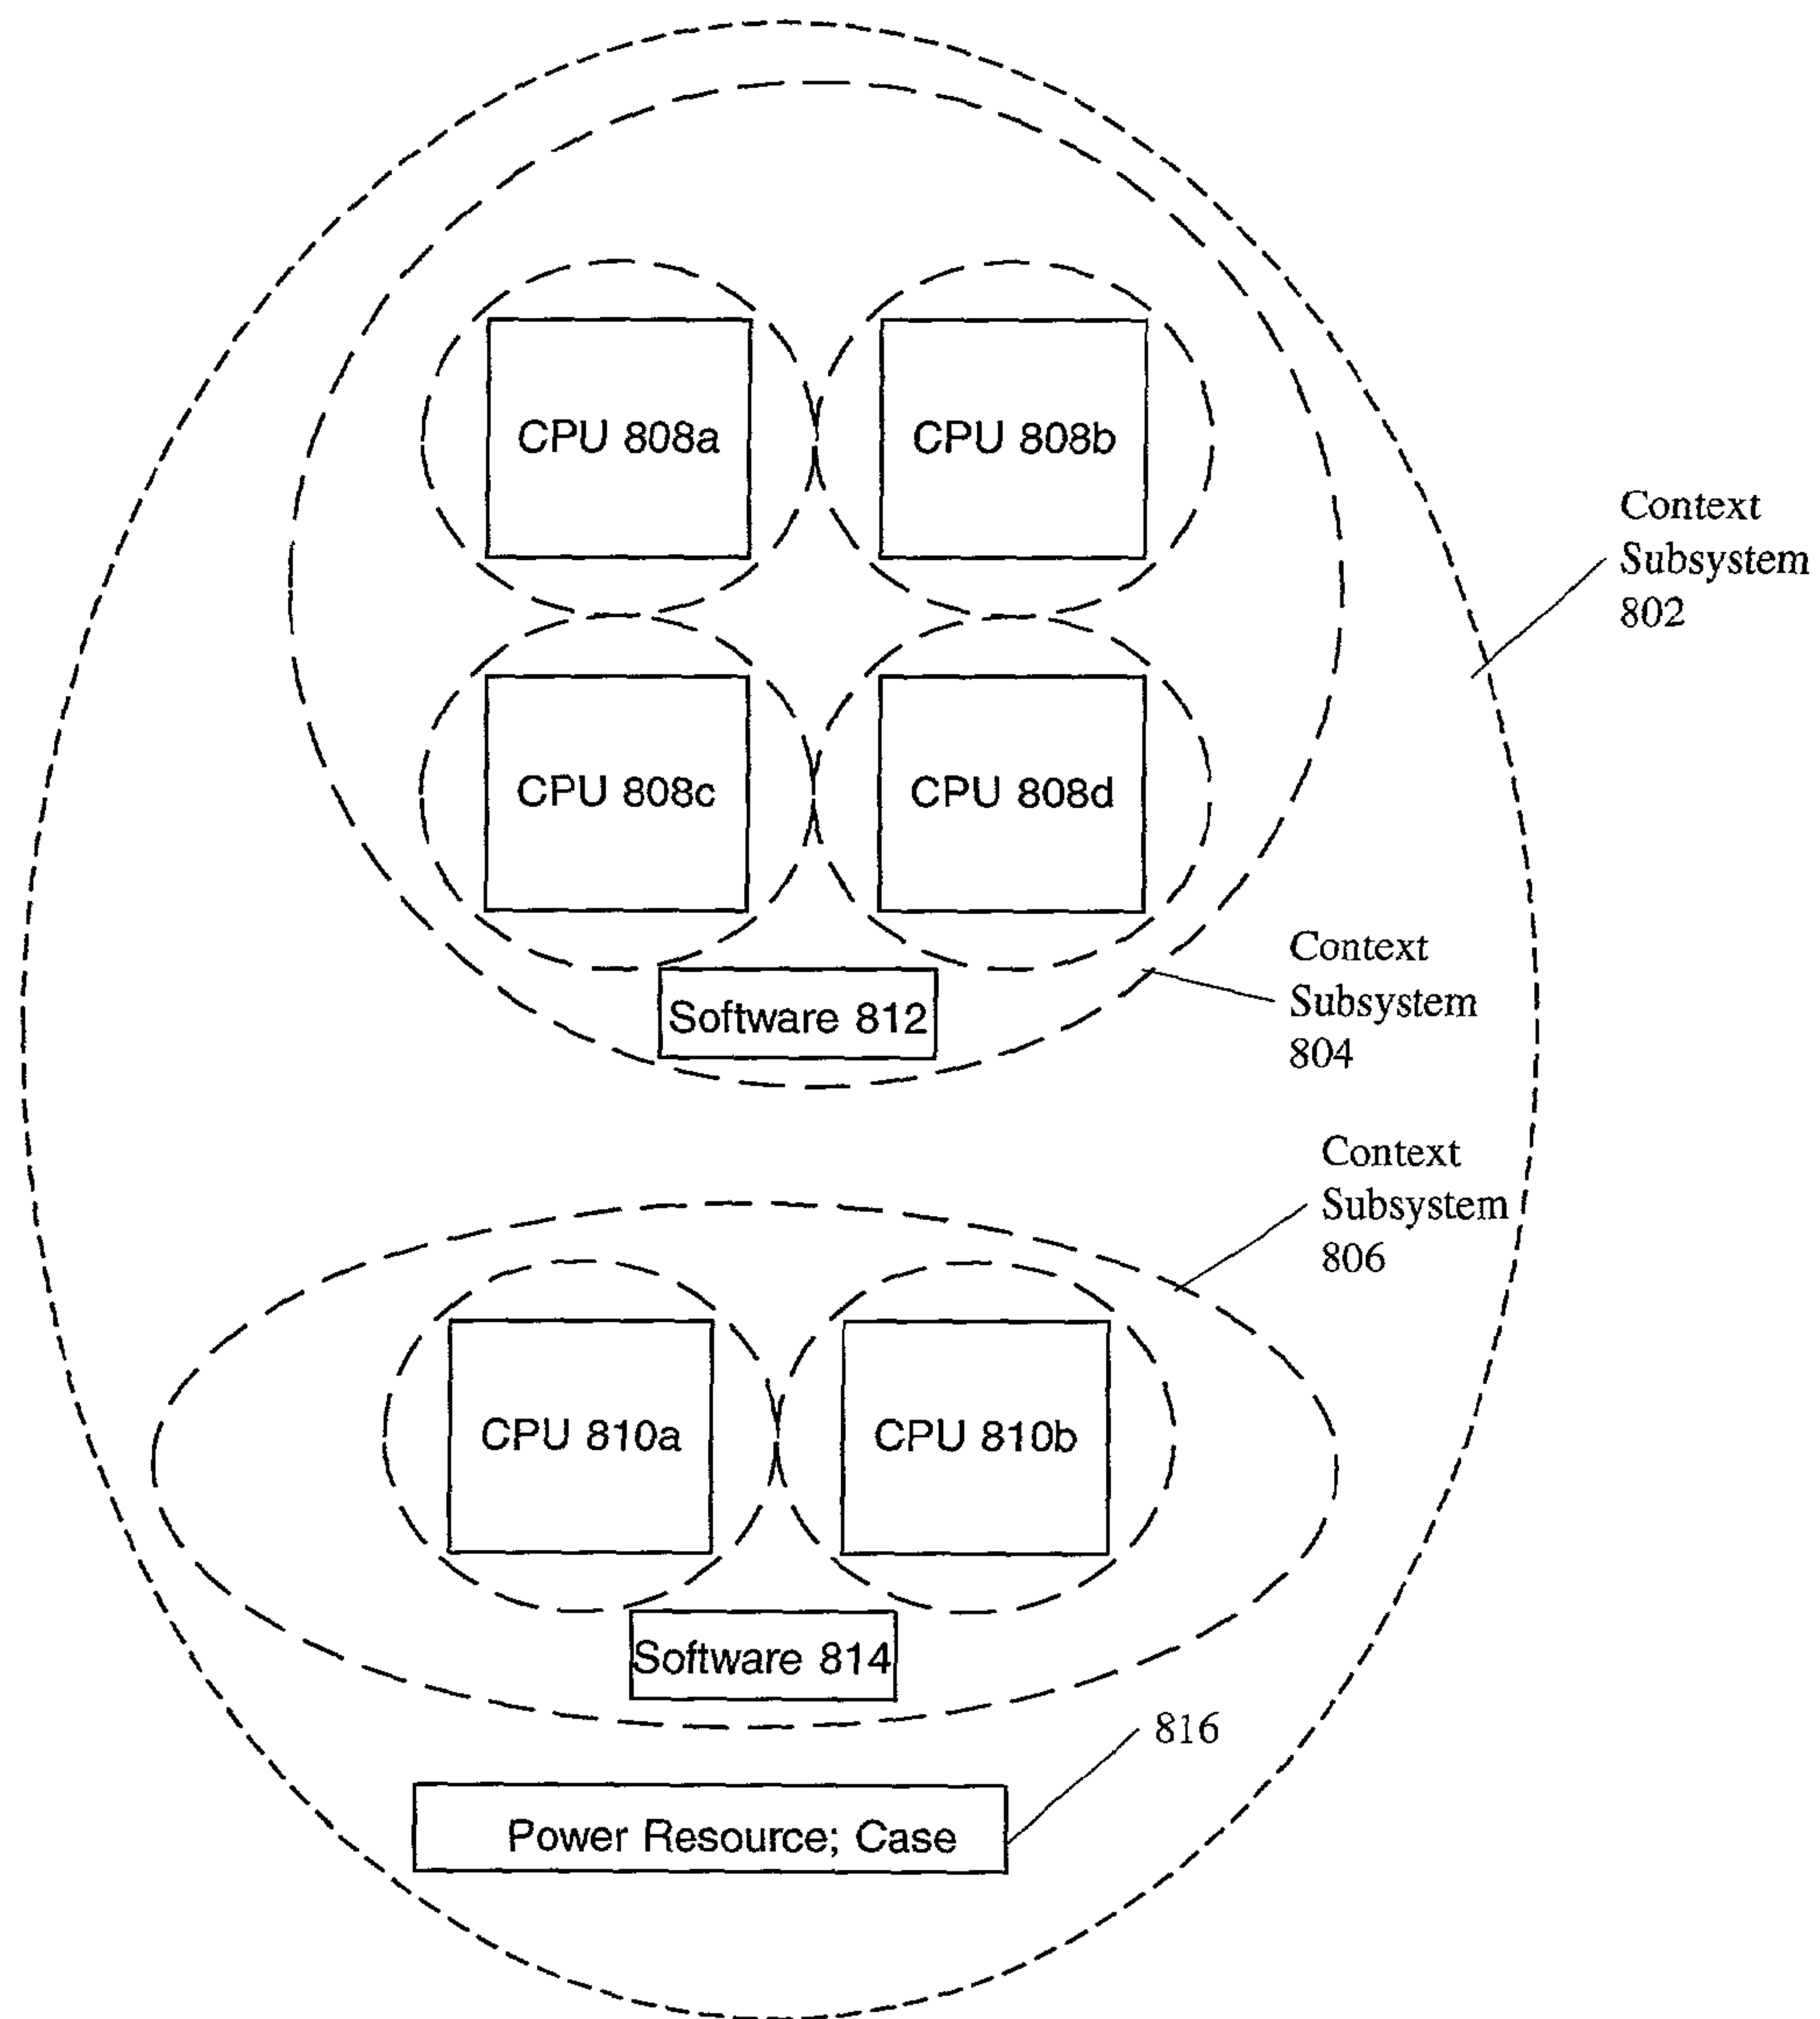 CPU 808a
CPU 808b
Context
Subsystem
802
CPU 808c
CPU 808d
Context
Subsystem
804
Software 812
Context
Subsystem
806
CPU 810a
CPU 810b
Software 814
816
Power Resource; Case